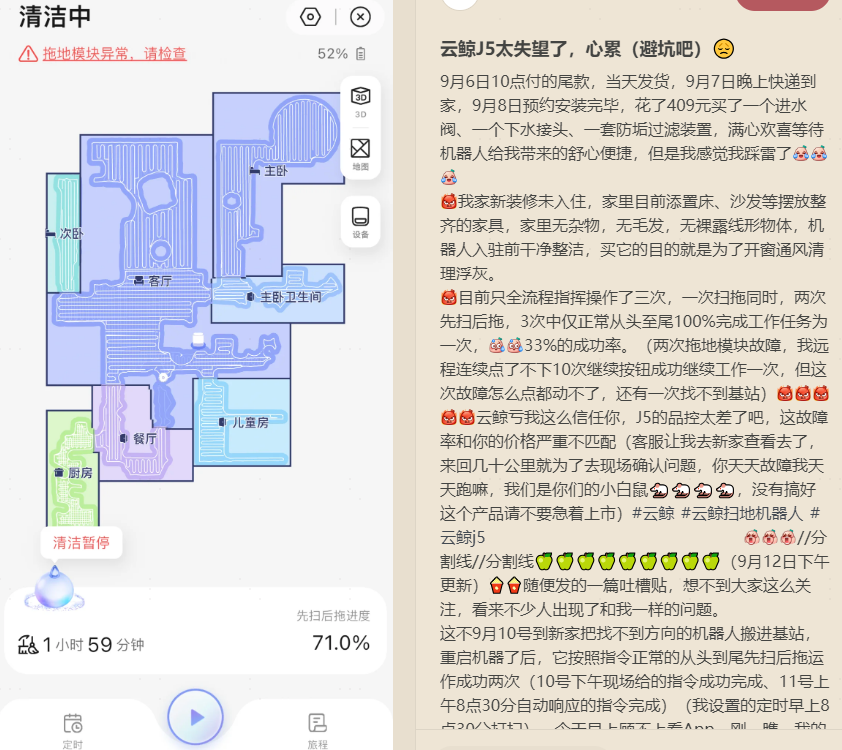 清洁中
拖地模块异常，请检查
52%
3D
3D
地图
设备
主卧
次卧
客厅
主卧卫生间
儿童房
餐厅
厨房
清洁暂停
先扫后拖进度
1小时59分钟
71.0%
定时
旅程
云鲸J5太失望了，心累（避坑吧）😞
9月6日10点付的尾款，当天发货，9月7日晚上快递到
家，9月8日预约安装完毕，花了409元买了一个进水
阀、一个下水接头、一套防垢过滤装置，满心欢喜等待
机器人给我带来的舒心便捷，但是我感觉我踩雷了
我家新装修未入住，家里目前添置床、沙发等摆放整
齐的家具，家里无杂物，无毛发，无裸露线形物体，机
器人入驻前干净整洁，买它的目的就是为了开窗通风清
理浮灰。
目前只全流程指挥操作了三次，一次扫拖同时，两次
先扫后拖，3次中仅正常从头至尾100%完成工作任务为
一次，33%的成功率。（两次拖地模块故障，我远
程连续点了不下10次继续按钮成功继续工作一次，但这
次故障怎么点都动不了，还有一次找不到基站）
云鲸亏我这么信任你，J5的品控太差了吧，这故障
率和你的价格严重不匹配（客服让我去新家查看去了，
来回几十公里就为了去现场确认问题，你天天故障我天
天跑嘛，我们是你们的小白鼠，没有搞好
这个产品请不要急着上市）#云鲸 #云鲸扫地机器人 #
云鲸j5 //分
割线//分割线🍏🍏🍏🍏🍏🍏🍏🍏🍏（9月12日下午
更新）随便发的一篇吐槽贴，想不到大家这么关
注，看来不少人出现了和我一样的问题。
这不9月10号到新家把找不到方向的机器人搬进基站，
重启机器了后，它按照指令正常的从头到尾先扫后拖运
作成功两次（10号下午现场给的指令成功完成、11号上
午8点30分自动响应的指令完成）（我设置的定时早上8